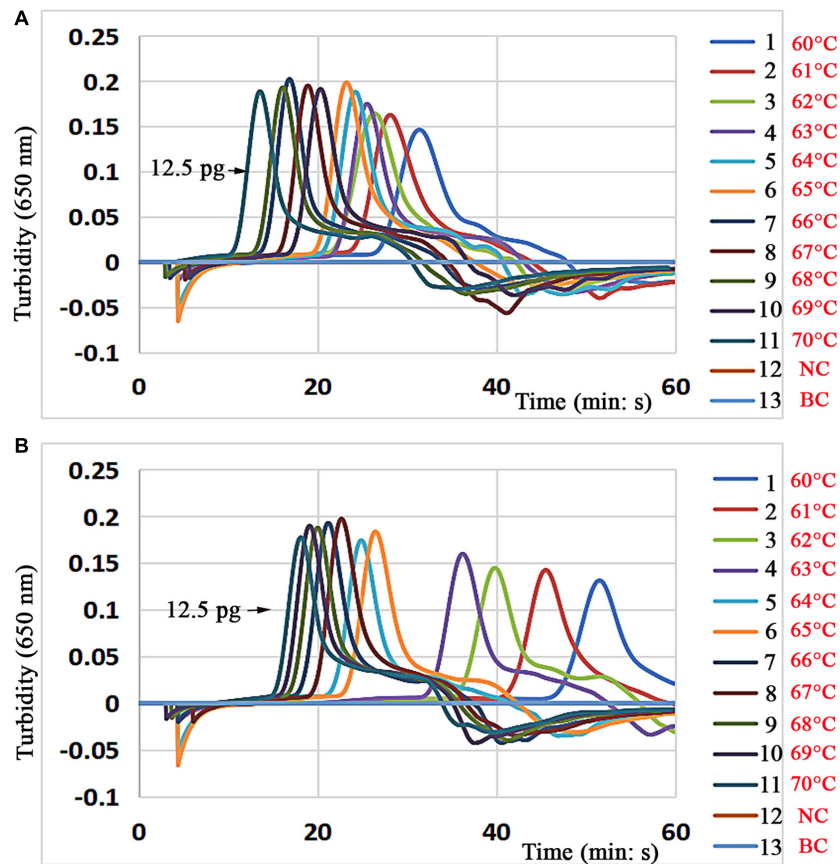 A
0.25
0.2
0.15
0.1
0.05
0
-0.05
-0.1
Turbidity (650 nm)
12.5 pg
0 20 40 60
Time (min: s)
1 60°C
2 61°C
3 62°C
4 63°C
5 64°C
6 65°C
7 66°C
8 67°C
9 68°C
10 69°C
11 70°C
12 NC
13 BC
B
0.25
0.2
0.15
0.1
0.05
0
-0.05
-0.1
Turbidity (650 nm)
12.5 pg
0 20 40 60
Time (min: s)
1 60°C
2 61°C
3 62°C
4 63°C
5 64°C
6 65°C
7 66°C
8 67°C
9 68°C
10 69°C
11 70°C
12 NC
13 BC